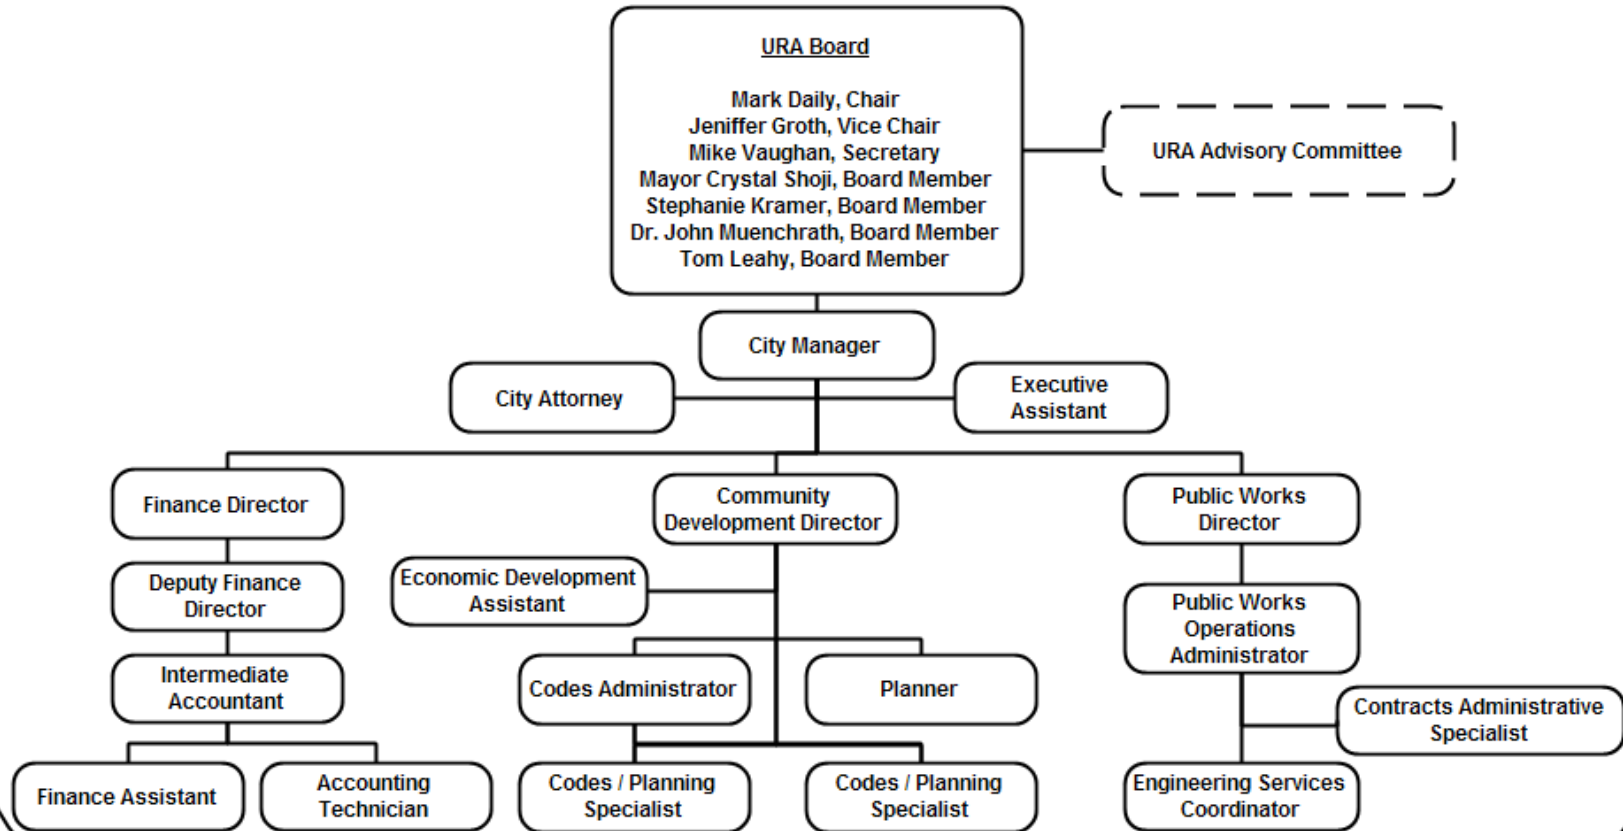 URA Board
Mark Daily, Chair
Jeniffer Groth, Vice Chair
Mike Vaughan, Secretary
Mayor Crystal Shoji, Board Member
Stephanie Kramer, Board Member
Dr. John Muenchrath, Board Member
Tom Leahy, Board Member
URA Advisory Committee
City Manager
City Attorney
Executive
Assistant
Finance Director
Community
Development Director
Public Works
Director
Deputy Finance
Director
Economic Development
Assistant
Public Works
Operations
Administrator
Intermediate
Accountant
Codes Administrator
Planner
Contracts Administrative
Specialist
Finance Assistant
Accounting
Technician
Codes / Planning
Specialist
Codes / Planning
Specialist
Engineering Services
Coordinator